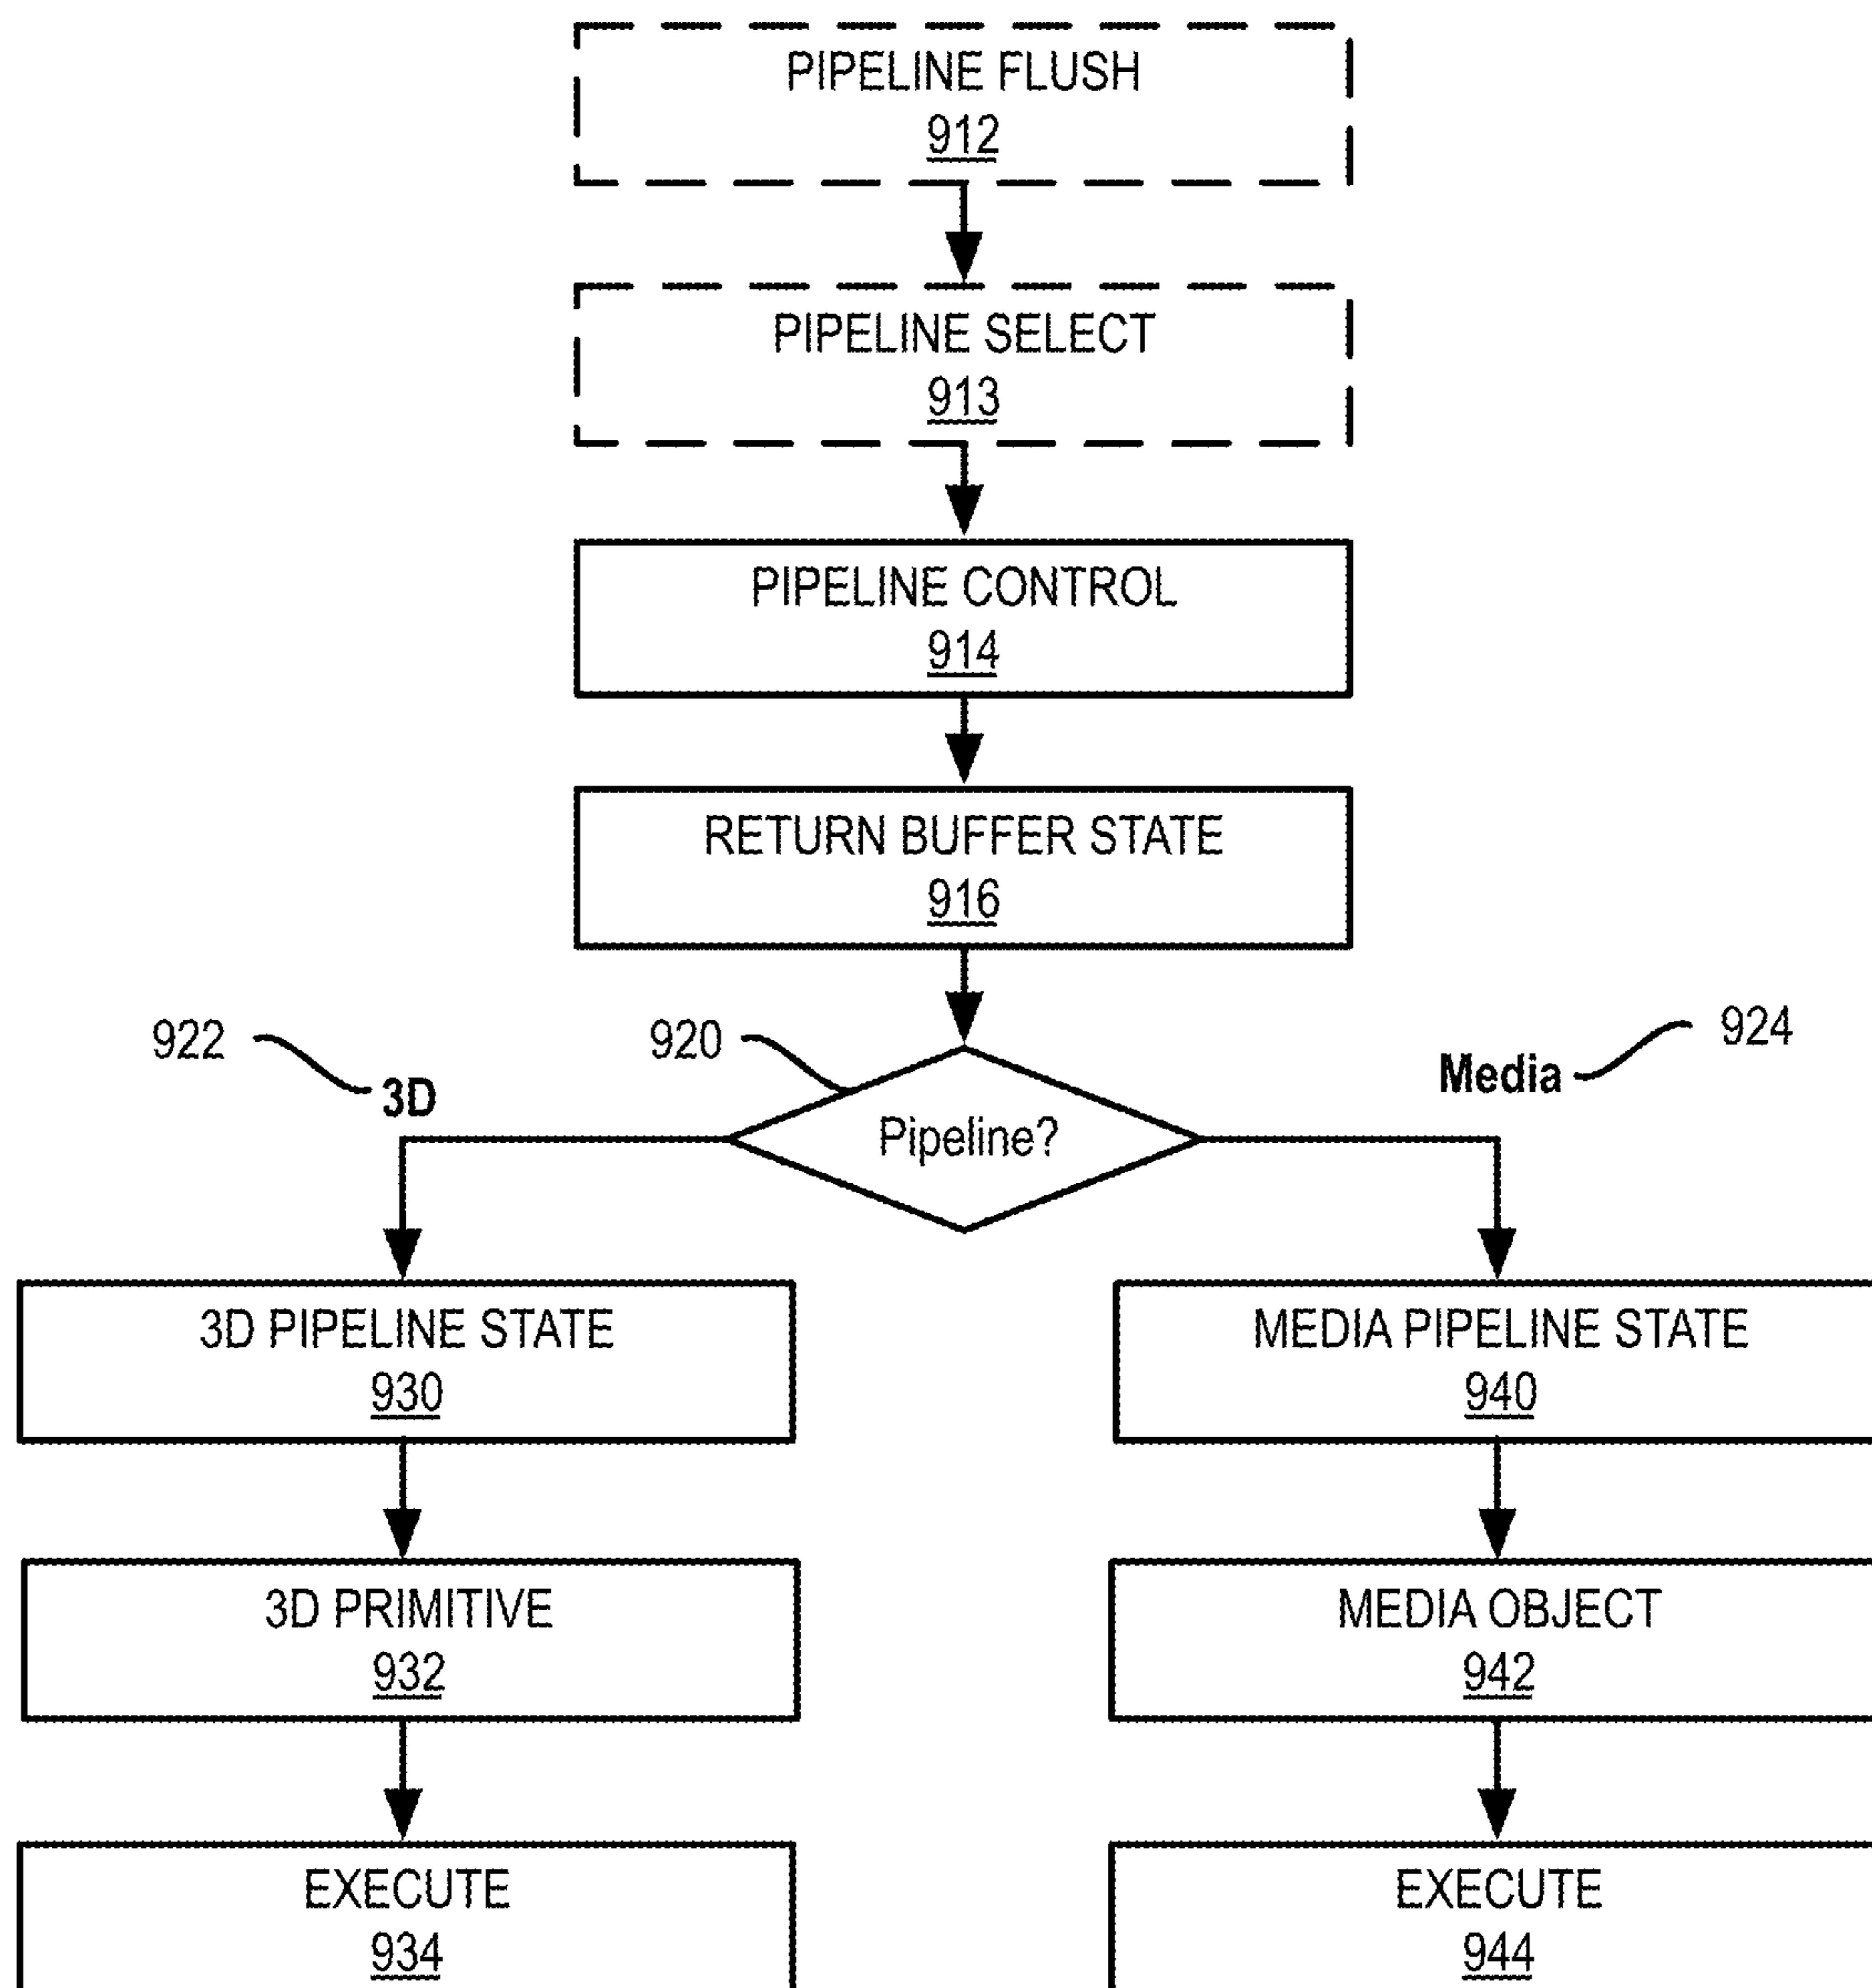 PIPELINE FLUSH
912
PIPELINE SELECT
913
PIPELINE CONTROL
914
RETURN BUFFER STATE
916
922
920
924
3D
Media
Pipeline?
3D PIPELINE STATE
930
MEDIA PIPELINE STATE
940
3D PRIMITIVE
932
MEDIA OBJECT
942
EXECUTE
934
EXECUTE
944